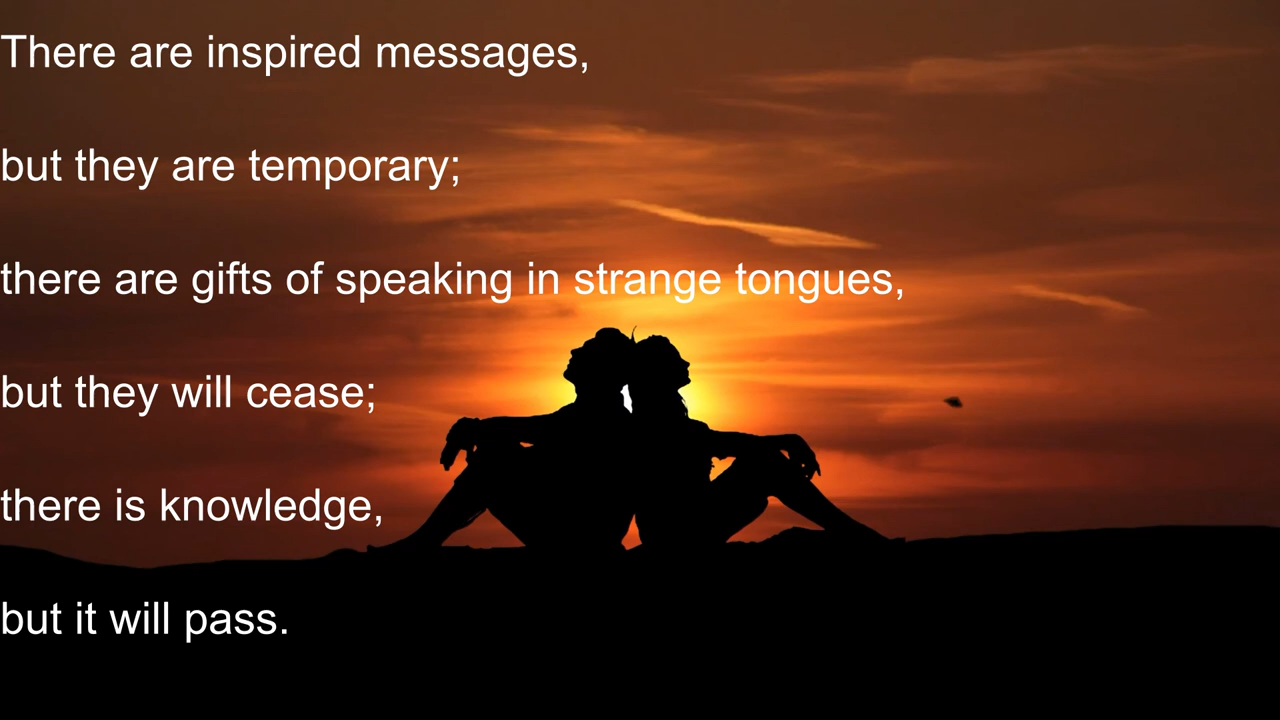 There are inspired messages,
but they are temporary;
there are gifts of speaking in strange tongues,
but they will cease;
there is knowledge,
but it will pass.